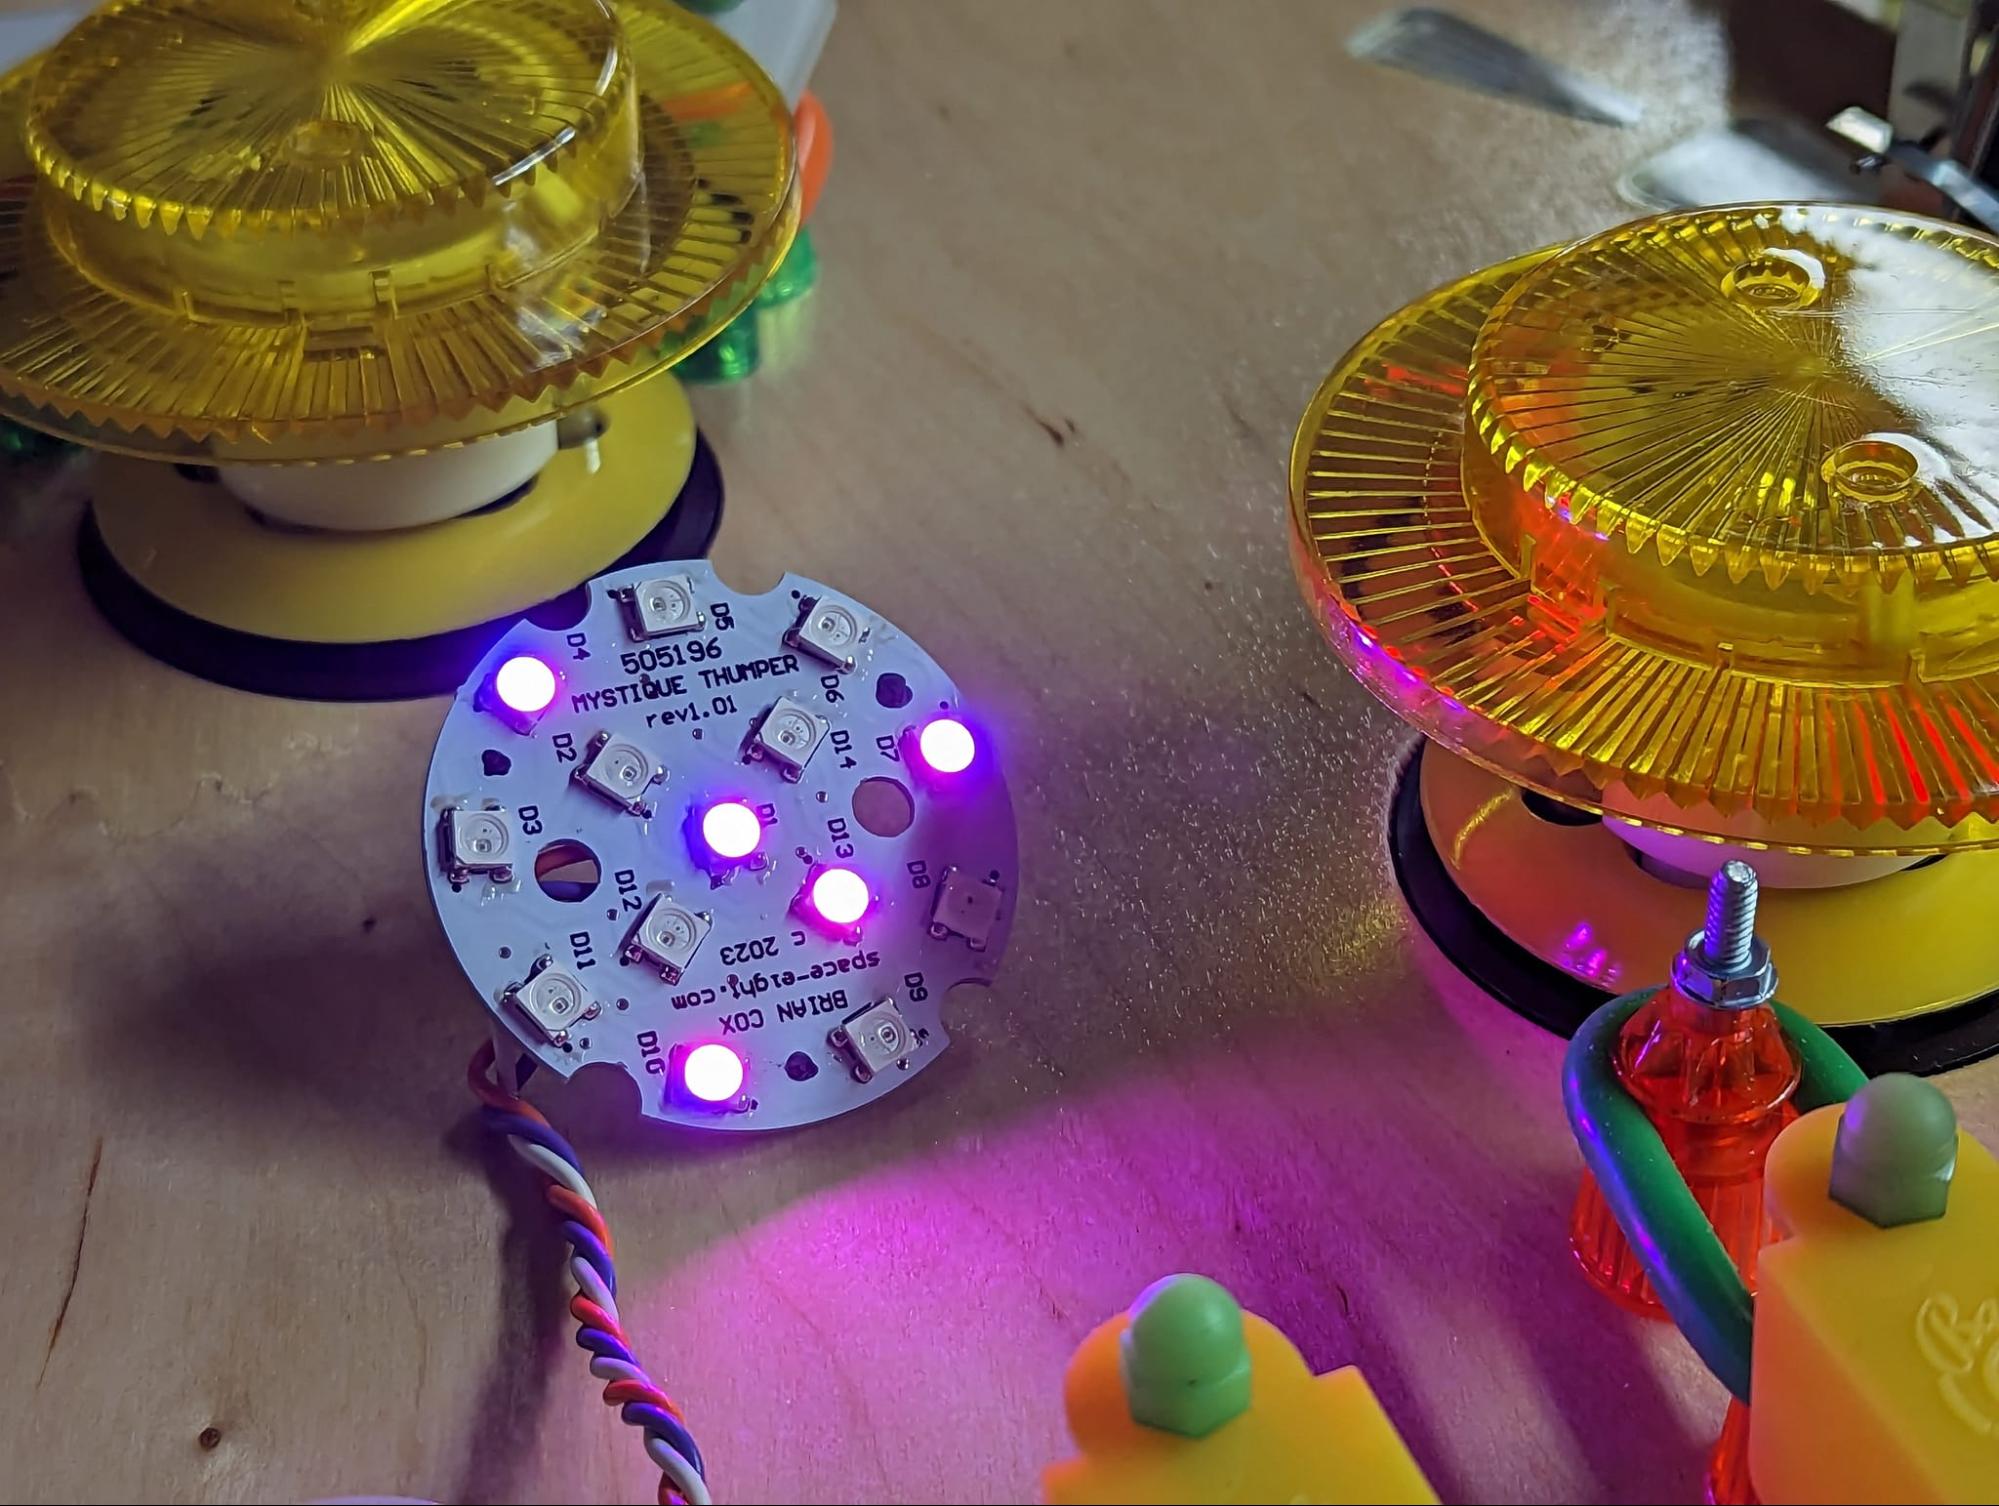 D5
D4
505196
MYSTIQUE THUMPER
rev1.01
D6
D2
D14
D7
D3
D1
D13
D8
D12
D11
c 2023
space-eight.com
BRIAN COX
D9
D10